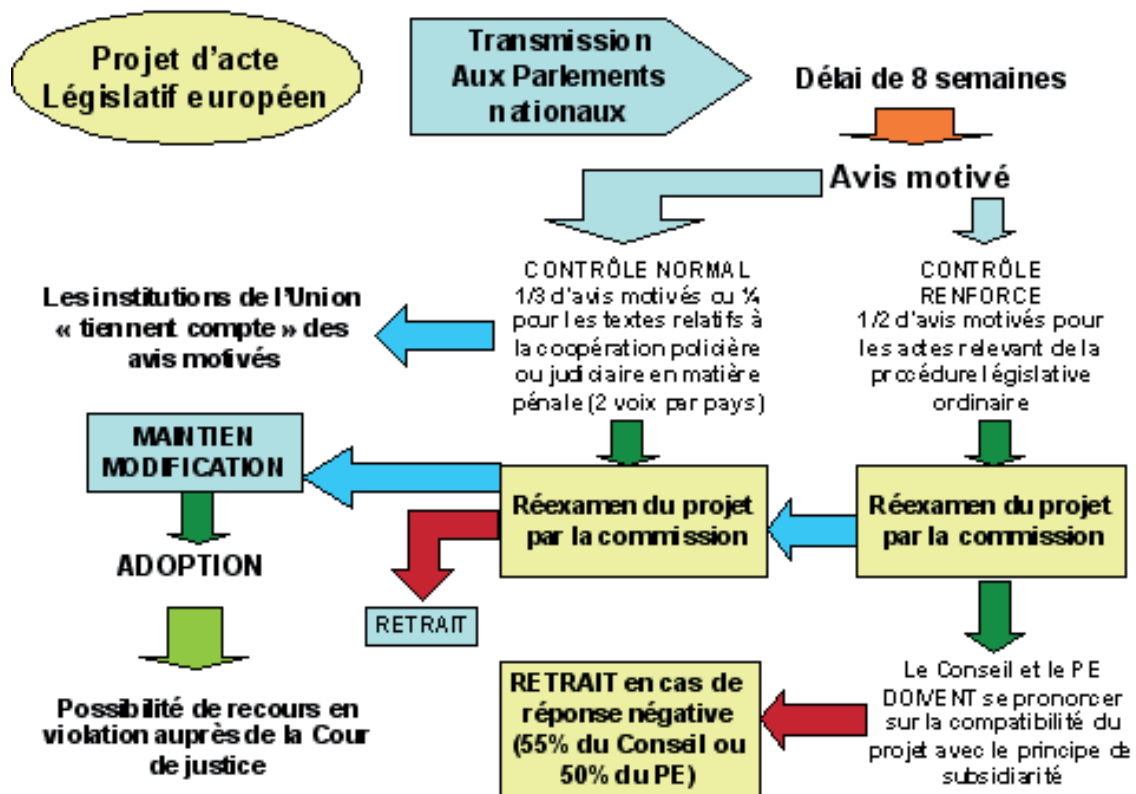 Projet d'acte
Législatif européen
Transmission
Aux Parlements
nationaux
Délai de 8 semaines
Avis motivé
CONTRÔLE NORMAL
1/3 d'avis motivés ou ¼
pour les textes relatifs à
la coopération policière
ou judiciaire en matière
pénale (2 voix par pays)
CONTRÔLE
RENFORCE
1/2 d'avis motivés pour
les actes relevant de la
procédure législative
ordinaire
Les institutions de l'Union
« tiennent compte » des
avis motivés
MAINTIEN
MODIFICATION
Réexamen du projet
par la commission
Réexamen du projet
par la commission
ADOPTION
RETRAIT
Possibilité de recours en
violation auprès de la Cour
de justice
RETRAIT en cas de
réponse négative
(55% du Conseil ou
50% du PE)
Le Conseil et le PE
DOIVENT se prononcer
sur la compatibilité du
projet avec le principe de
subsidiarité